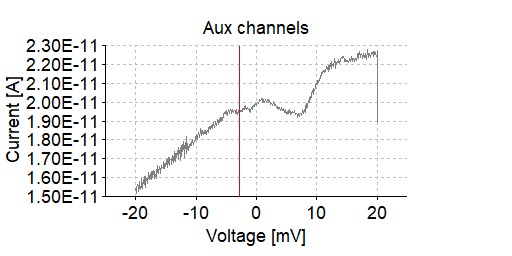 Aux channels
Current [A]
2.30E-11
2.20E-11
2.10E-11
2.00E-11
1.90E-11
1.80E-11
1.70E-11
1.60E-11
1.50E-11
-20 -10 0 10 20
Voltage [mV]